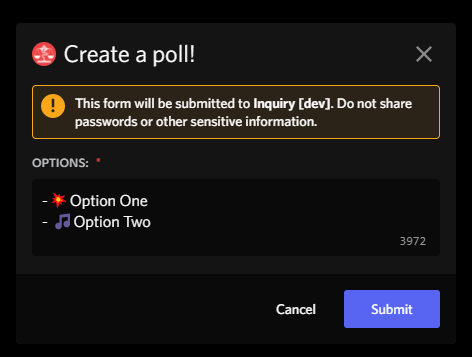 Create a poll!
This form will be submitted to Inquiry [dev]. Do not share
passwords or other sensitive information.
OPTIONS: *
- 💥 Option One
- 🎵 Option Two
3972
Cancel Submit